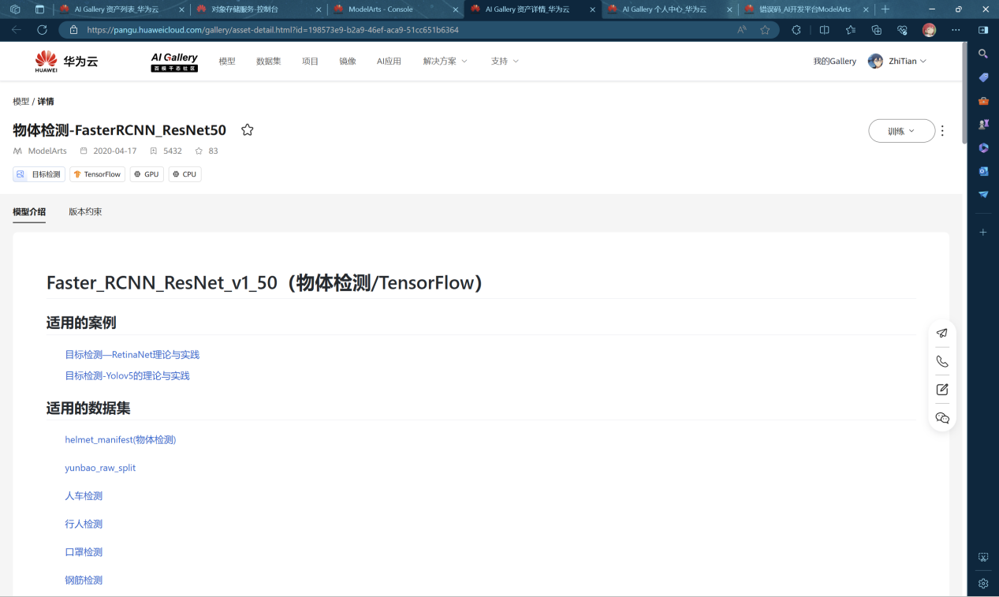 AI Gallery 资产列表_华为云
对象存储服务-控制台
ModelArts - Console
AI Gallery 资产详情_华为云
AI Gallery 个人中心_华为云
错误码_AI开发平台ModelArts
https://pangu.huaweicloud.com/gallery/asset-detail.html?id=198573e9-b2a9-46ef-aca9-51cc651b6364
HUAWEI
华为云
AI Gallery
百模千态社区
模型
数据集
项目
镜像
AI应用
解决方案
支持
我的Gallery
ZhiTian
模型 / 详情
物体检测-FasterRCNN_ResNet50
训练
ModelArts 2020-04-17 5432 83
目标检测 TensorFlow GPU CPU
模型介绍 版本约束
Faster_RCNN_ResNet_v1_50（物体检测/TensorFlow）
适用的案例
目标检测—RetinaNet理论与实践
目标检测-Yolov5的理论与实践
适用的数据集
helmet_manifest(物体检测)
yunbao_raw_split
人车检测
行人检测
口罩检测
钢筋检测